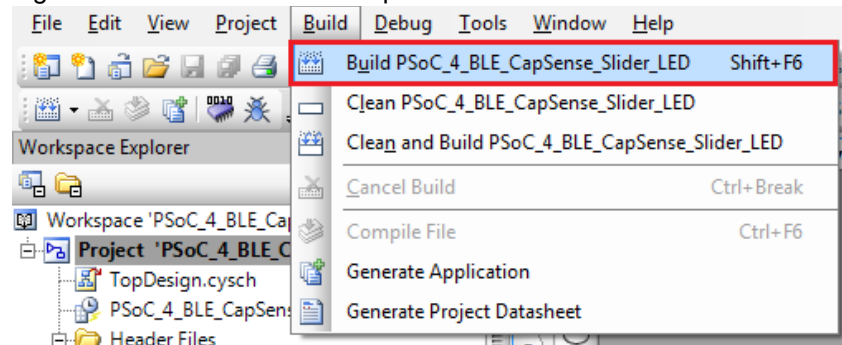 File Edit View Project Build Debug Tools Window Help
Build PSoC_4_BLE_CapSense_Slider_LED Shift+F6
Clean PSoC_4_BLE_CapSense_Slider_LED
Workspace Explorer
Clean and Build PSoC_4_BLE_CapSense_Slider_LED
Cancel Build Ctrl+Break
Workspace 'PSoC_4_BLE_Ca
Compile File Ctrl+F6
Project 'PSoC_4_BLE_C
TopDesign.cysch
Generate Application
PSoC_4_BLE_CapSens
Generate Project Datasheet
Header Files